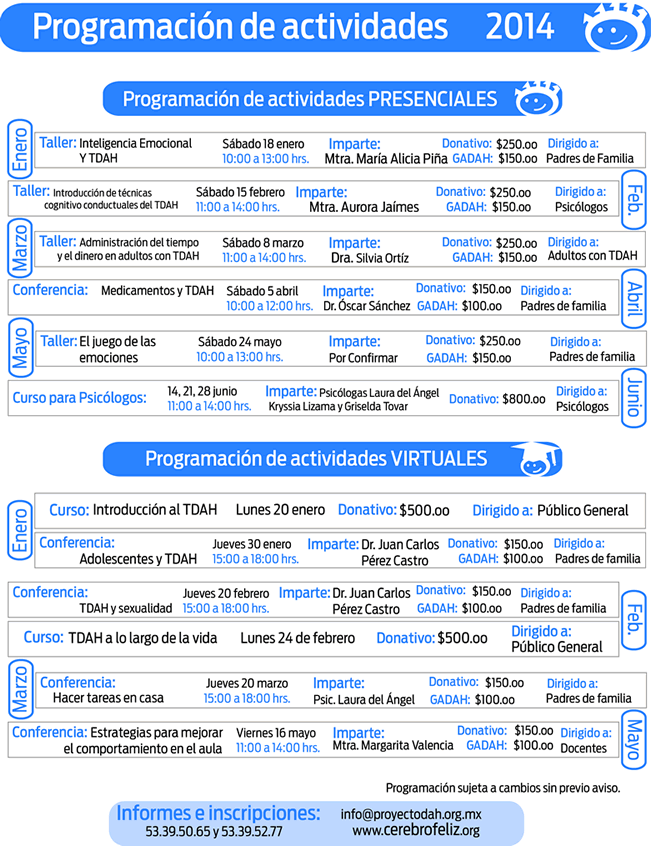 Programación de actividades 2014
Programación de actividades PRESENCIALES
Enero
Taller: Inteligencia Emocional Sábado 18 enero Imparte: Donativo: $250.00 Dirigido a:
Y TDAH 10:00 a 13:00 hrs. Mtra. María Alicia Piña GADAH: $150.00 Padres de Familia
Feb.
Taller: Introducción de técnicas Sábado 15 febrero Imparte: Donativo: $250.00 Dirigido a:
cognitivo conductuales del TDAH 11:00 a 14:00 hrs. Mtra. Aurora Jaímes GADAH: $150.00 Psicólogos
Marzo
Taller: Administración del tiempo Sábado 8 marzo Imparte: Donativo: $250.00 Dirigido a:
y el dinero en adultos con TDAH 11:00 a 14:00 hrs. Dra. Silvia Ortíz GADAH: $150.00 Adultos con TDAH
Abril
Conferencia: Medicamentos y TDAH Sábado 5 abril Imparte: Donativo: $150.00 Dirigido a:
10:00 a 12:00 hrs. Dr. Óscar Sánchez GADAH: $100.00 Padres de familia
Mayo
Taller: El juego de las Sábado 24 mayo Imparte: Donativo: $250.00 Dirigido a:
emociones 10:00 a 13:00 hrs. Por Confirmar GADAH: $150.00 Padres de familia
Junio
Curso para Psicólogos: 14, 21, 28 junio Imparte: Psicólogas Laura del Ángel Donativo: $800.00 Dirigido a:
11:00 a 14:00 hrs. Kryssia Lizama y Griselda Tovar Psicólogos
Programación de actividades VIRTUALES
Enero
Curso: Introducción al TDAH Lunes 20 enero Donativo: $500.00 Dirigido a: Público General
Conferencia: Jueves 30 enero Imparte: Dr. Juan Carlos Donativo: $150.00 Dirigido a:
Adolescentes y TDAH 15:00 a 18:00 hrs. Pérez Castro GADAH: $100.00 Padres de familia
Feb.
Conferencia: Jueves 20 febrero Imparte: Dr. Juan Carlos Donativo: $150.00 Dirigido a:
TDAH y sexualidad 15:00 a 18:00 hrs. Pérez Castro GADAH: $100.00 Padres de familia
Curso: TDAH a lo largo de la vida Lunes 24 de febrero Donativo: $500.00 Dirigido a:
Público General
Marzo
Conferencia: Jueves 20 marzo Imparte: Donativo: $150.00 Dirigido a:
Hacer tareas en casa 15:00 a 18:00 hrs. Psic. Laura del Ángel GADAH: $100.00 Padres de familia
Mayo
Conferencia: Estrategias para mejorar Viernes 16 mayo Imparte: Donativo: $150.00 Dirigido a:
el comportamiento en el aula 11:00 a 14:00 hrs. Mtra. Margarita Valencia GADAH: $100.00 Docentes
Programación sujeta a cambios sin previo aviso.
Informes e inscripciones: info@proyectodah.org.mx
53.39.50.65 y 53.39.52.77 www.cerebrofeliz.org